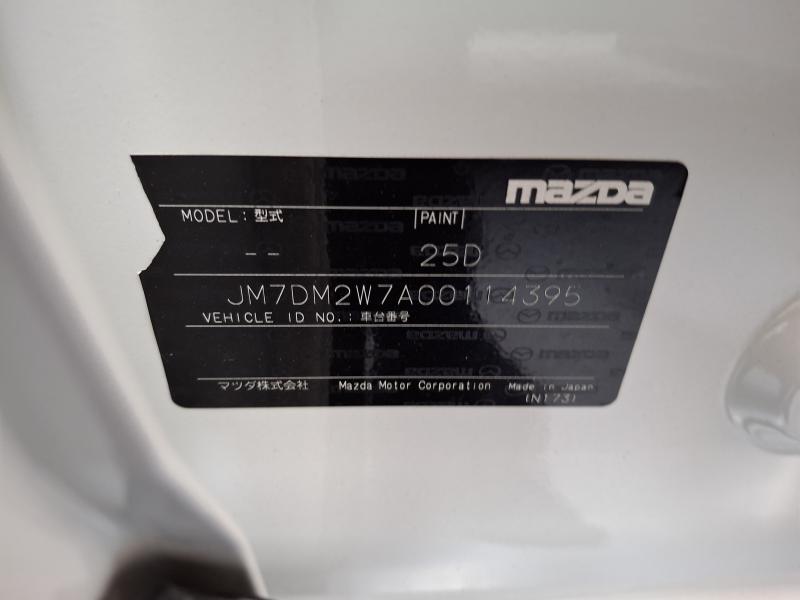 mazda
MODEL: 型式 PAINT
-- 25D
JM7DM2W7A00114395
VEHICLE ID NO.: 車台番号
マツダ株式会社 Mazda Motor Corporation Made in Japan
(N173)